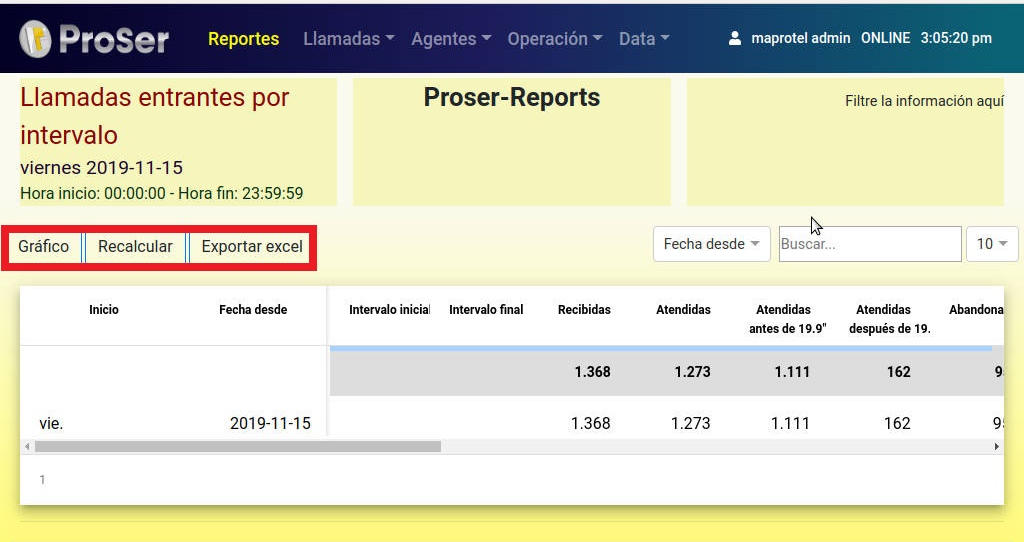 ProSer Reportes Llamadas Agentes Operación Data maprotel admin ONLINE 3:05:20 pm
Llamadas entrantes por
intervalo
viernes 2019-11-15
Hora inicio: 00:00:00 - Hora fin: 23:59:59
Proser-Reports
Filtre la información aquí
Gráfico Recalcular Exportar excel Fecha desde Buscar... 10
Inicio Fecha desde Intervalo inicial Intervalo final Recibidas Atendidas Atendidas Atendidas Abandona
antes de 19.9" después de 19.
1.368 1.273 1.111 162 9
vie. 2019-11-15 1.368 1.273 1.111 162 9
1